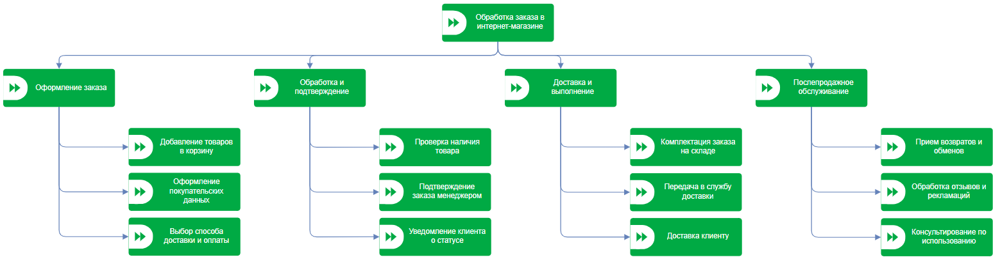 Обработка заказа в
интернет-магазине
Оформление заказа
Обработка и
подтверждение
Доставка и
выполнение
Послепродажное
обслуживание
Добавление товаров
в корзину
Проверка наличия
товара
Комплектация заказа
на складе
Прием возвратов и
обменов
Оформление
покупательских
данных
Подтверждение
заказа менеджером
Передача в службу
доставки
Обработка отзывов и
рекламаций
Выбор способа
доставки и оплаты
Уведомление клиента
о статусе
Доставка клиенту
Консультирование по
использованию